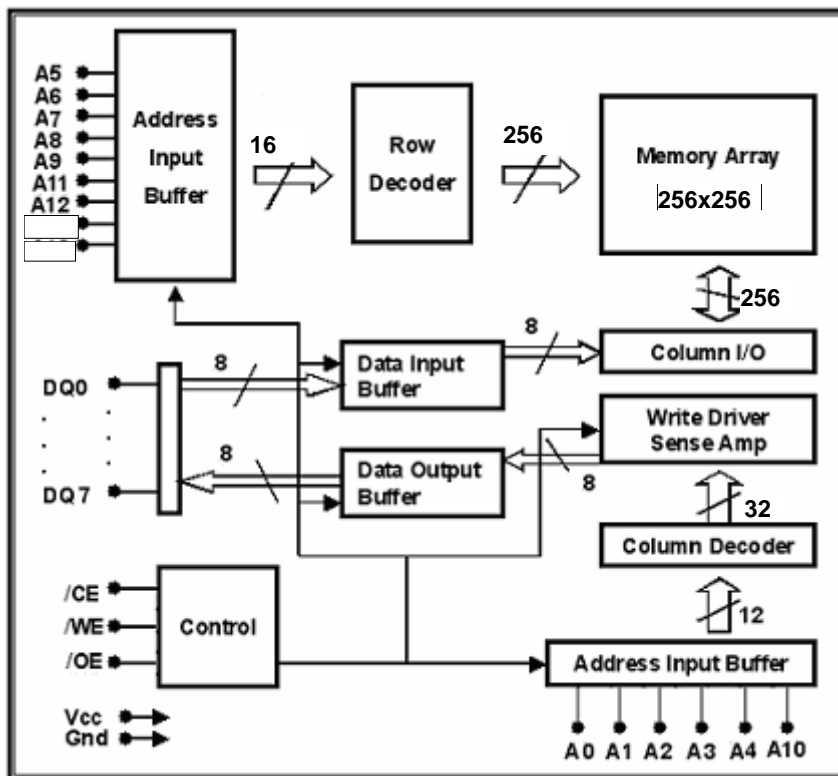 A5
A6
A7
A8
A9
A11
A12
Address
Input
Buffer
16
Row
Decoder
256
Memory Array
256x256
256
DQ0
.
.
.
.
DQ7
8
Data Input
Buffer
8
Column I/O
8
Data Output
Buffer
8
Write Driver
Sense Amp
32
Column Decoder
12
/CE
/WE
/OE
Control
Address Input Buffer
Vcc
Gnd
A0 A1 A2 A3 A4 A10